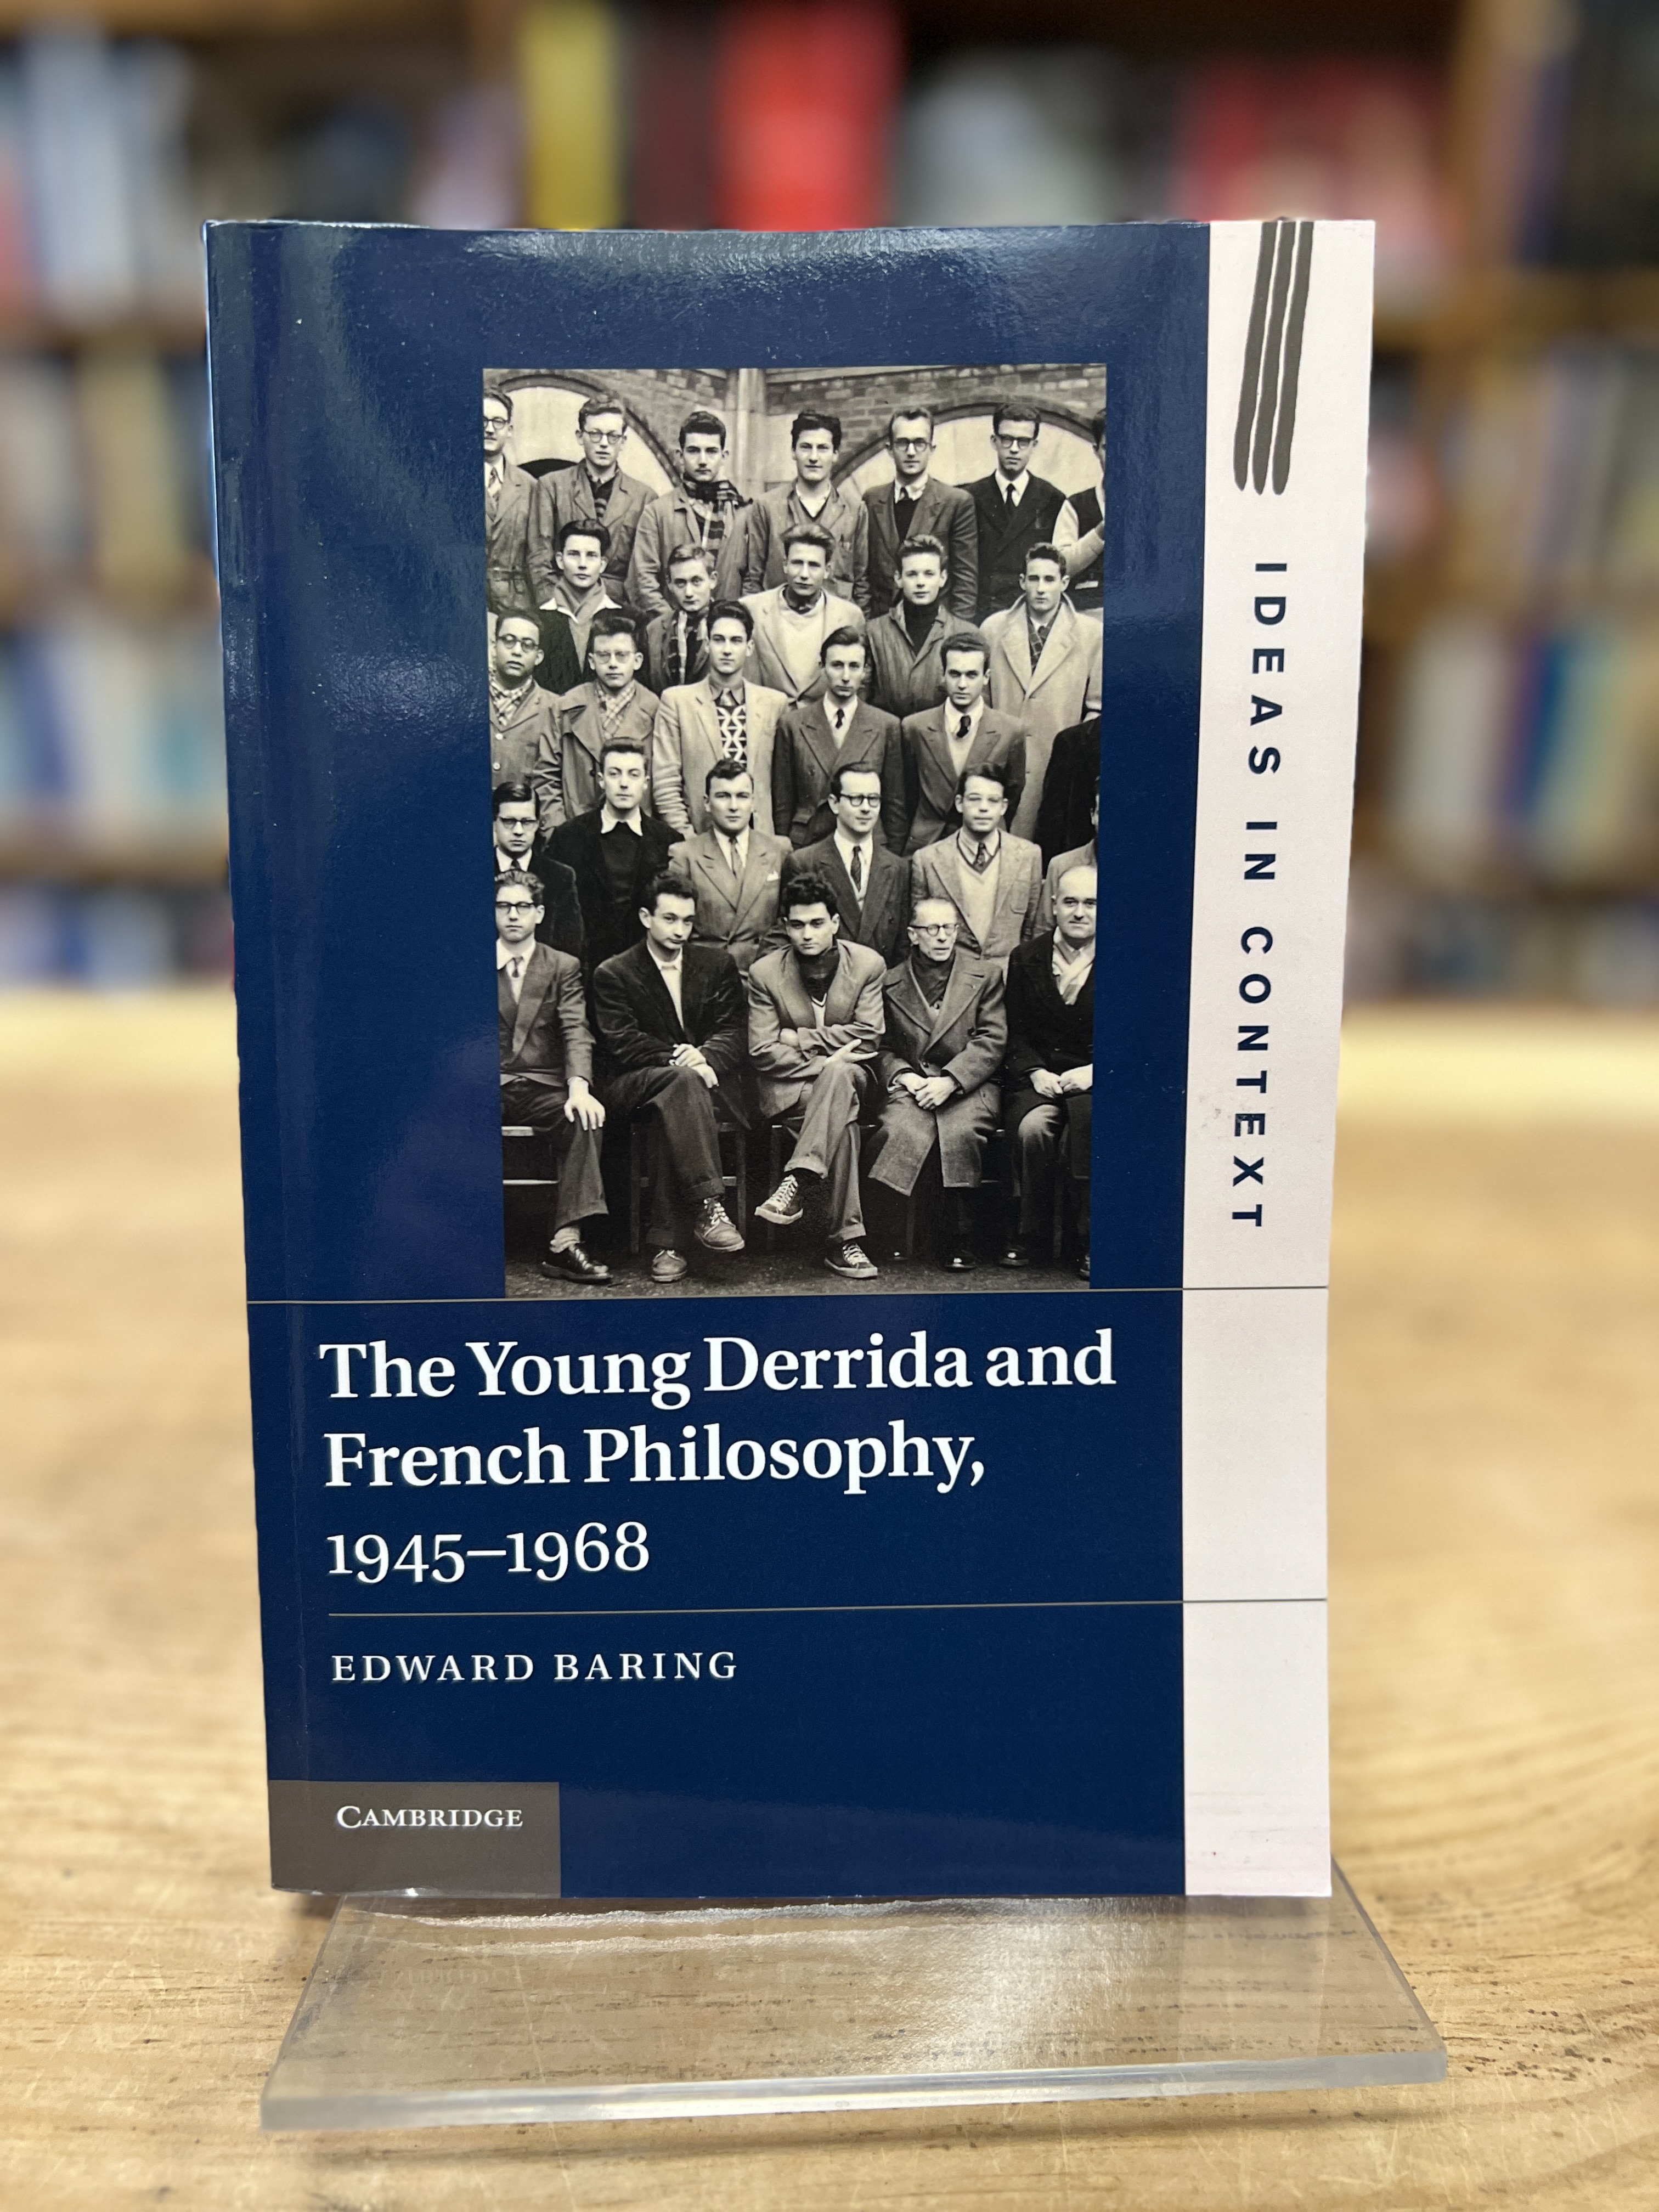 IDEAS IN CONTEXT
The Young Derrida and
French Philosophy,
1945–1968
EDWARD BARING
CAMBRIDGE